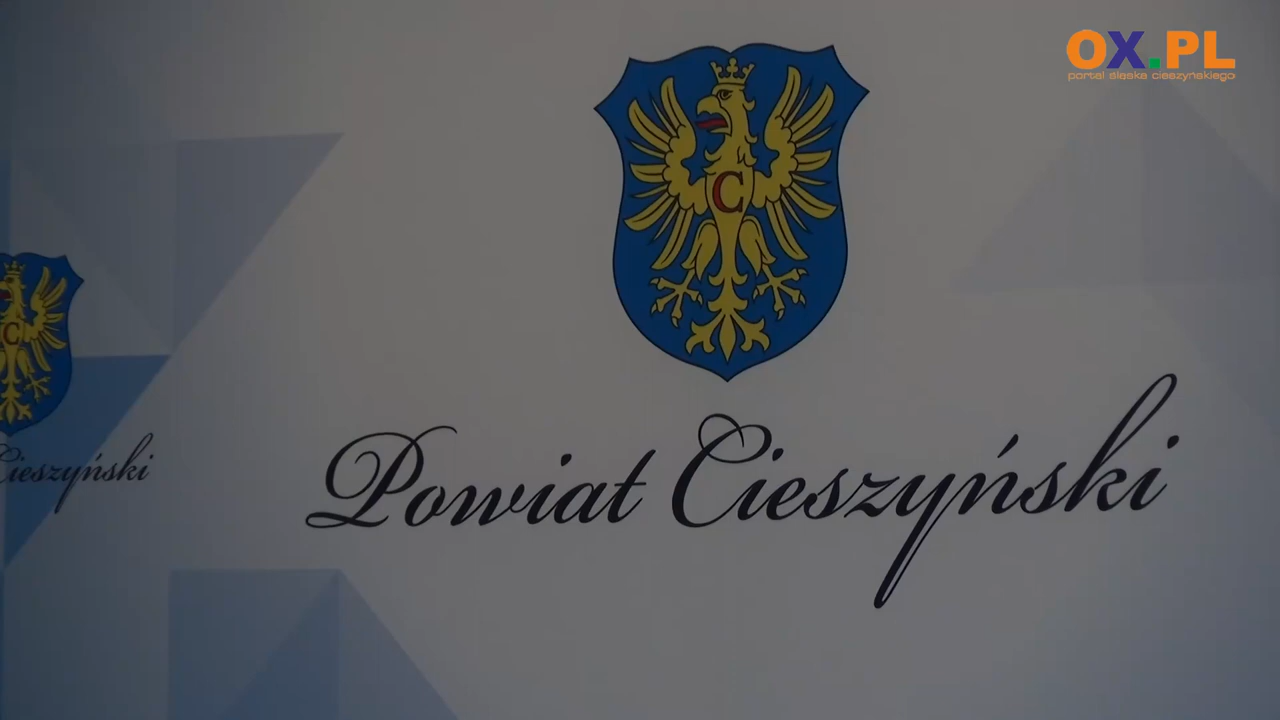 OX.PL
portal śląska cieszyńskiego
C
C
Powiat Cieszyński
Cieszyński